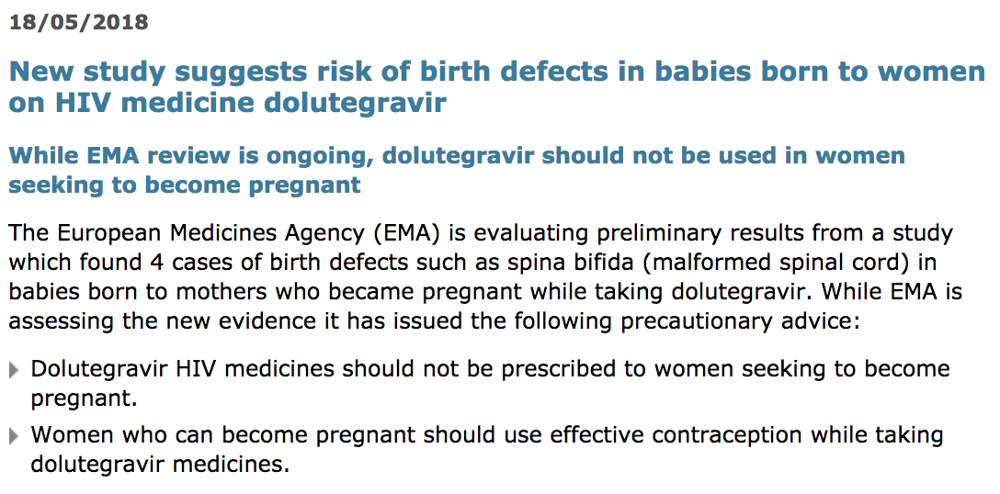 18/05/2018
New study suggests risk of birth defects in babies born to women
on HIV medicine dolutegravir
While EMA review is ongoing, dolutegravir should not be used in women
seeking to become pregnant
The European Medicines Agency (EMA) is evaluating preliminary results from a study
which found 4 cases of birth defects such as spina bifida (malformed spinal cord) in
babies born to mothers who became pregnant while taking dolutegravir. While EMA is
assessing the new evidence it has issued the following precautionary advice:
Dolutegravir HIV medicines should not be prescribed to women seeking to become
pregnant.
Women who can become pregnant should use effective contraception while taking
dolutegravir medicines.